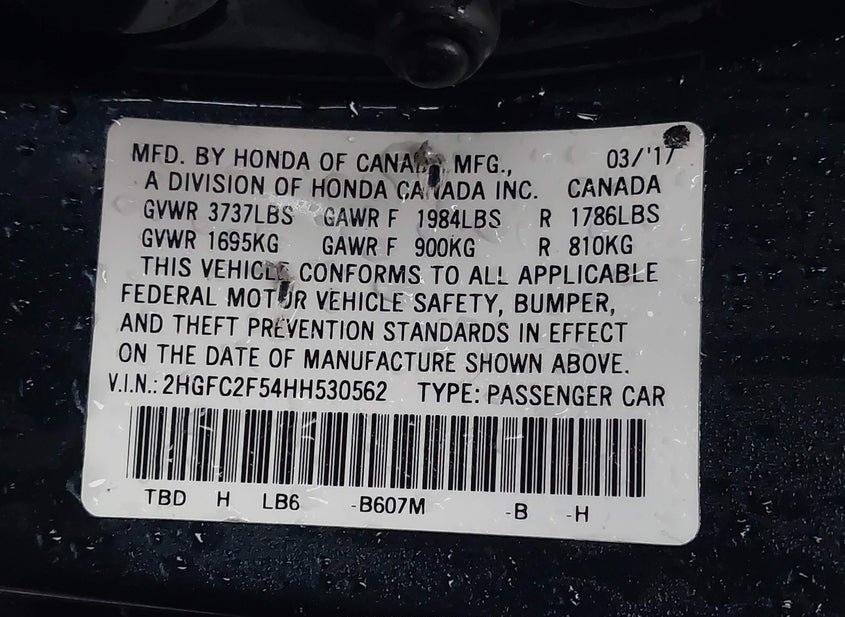 MFD. BY HONDA OF CANADA MFG., 03/'17
A DIVISION OF HONDA CANADA INC. CANADA
GVWR 3737LBS GAWR F 1984LBS R 1786LBS
GVWR 1695KG GAWR F 900KG R 810KG
THIS VEHICLE CONFORMS TO ALL APPLICABLE
FEDERAL MOTOR VEHICLE SAFETY, BUMPER,
AND THEFT PREVENTION STANDARDS IN EFFECT
ON THE DATE OF MANUFACTURE SHOWN ABOVE.
V.I.N.: 2HGFC2F54HH530562 TYPE: PASSENGER CAR
TBD H LB6 -B607M -B -H